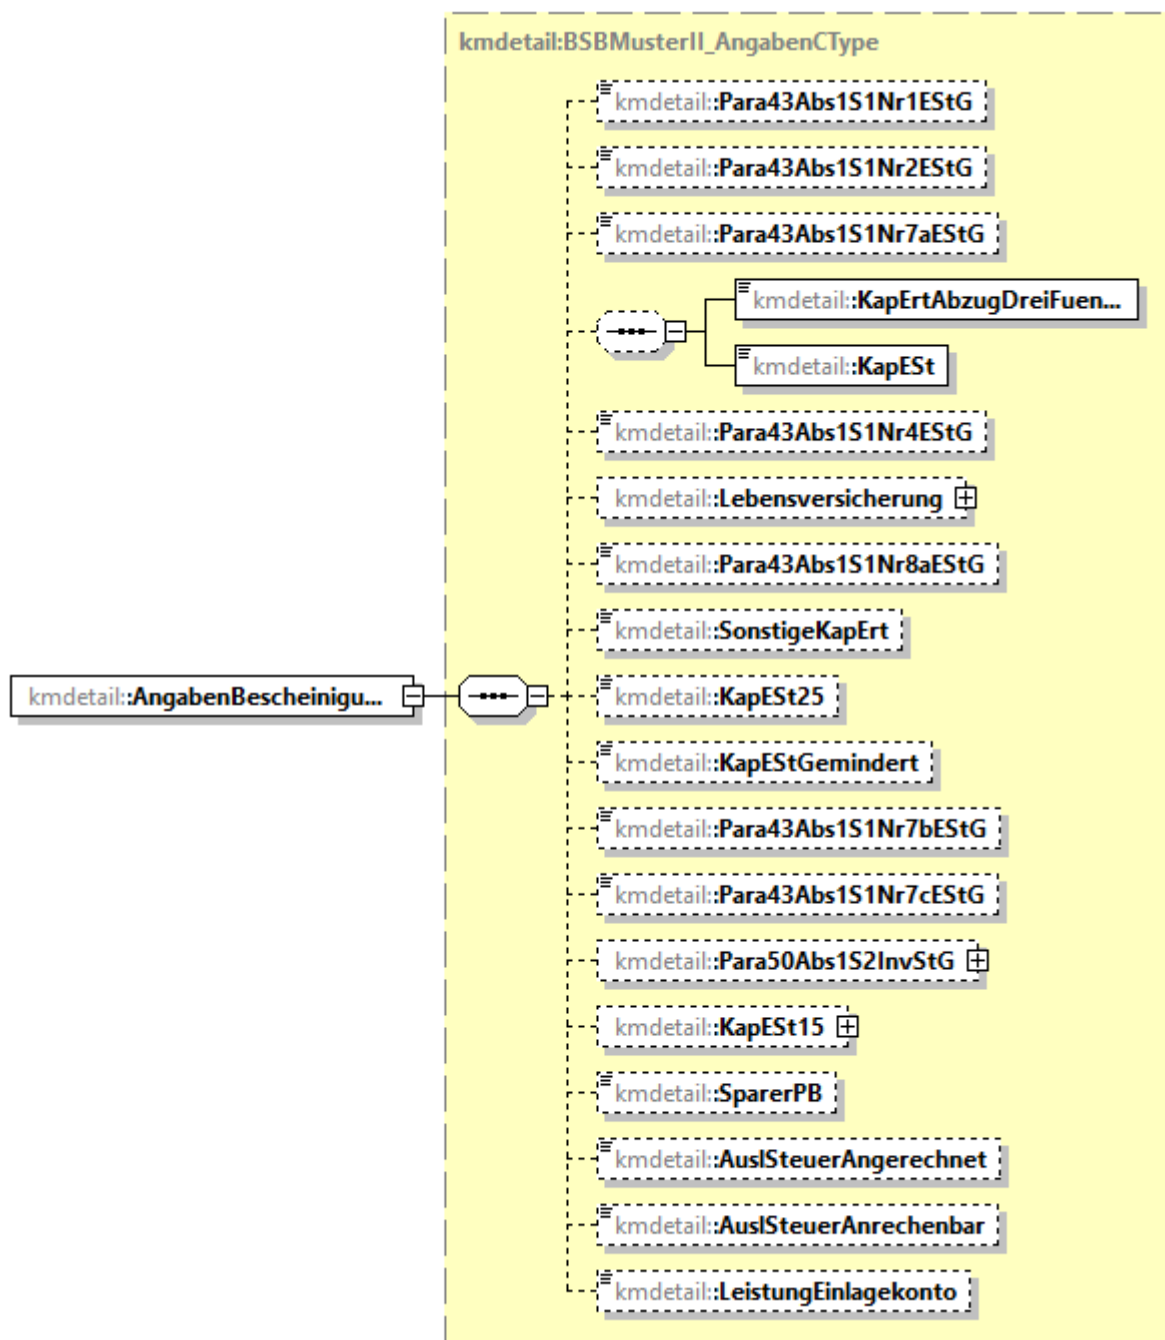 kmdetail:BSBMusterII_AngabenCType
kmdetail::Para43Abs1S1Nr1EStG
kmdetail::Para43Abs1S1Nr2EStG
kmdetail::Para43Abs1S1Nr7aEStG
kmdetail::KapErtAbzugDreiFuen...
kmdetail::KapESt
kmdetail::Para43Abs1S1Nr4EStG
kmdetail::Lebensversicherung
kmdetail::Para43Abs1S1Nr8aEStG
kmdetail::SonstigeKapErt
kmdetail::AngabenBescheinigu...
kmdetail::KapESt25
kmdetail::KapEStGemindert
kmdetail::Para43Abs1S1Nr7bEStG
kmdetail::Para43Abs1S1Nr7cEStG
kmdetail::Para50Abs1S2InvStG
kmdetail::KapESt15
kmdetail::SparerPB
kmdetail::AuslSteuerAngerechnet
kmdetail::AuslSteuerAnrechenbar
kmdetail::LeistungEinlagekonto